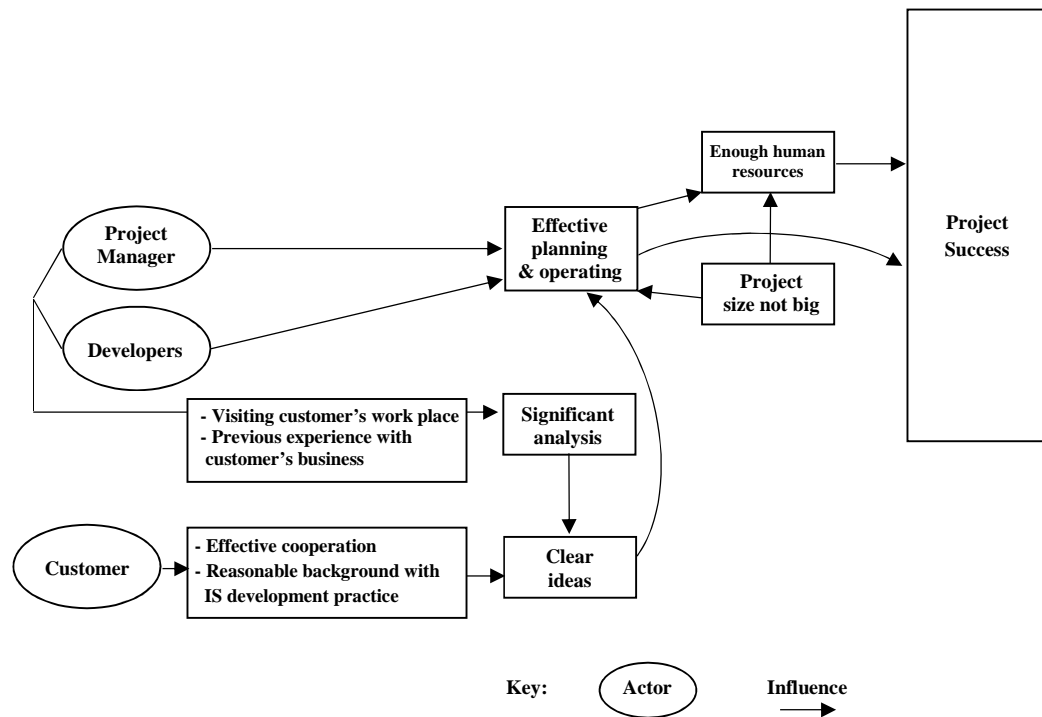 Enough human
resources
Project
Success
Project
Manager
Effective
planning
& operating
Project
size not big
Developers
- Visiting customer’s work place
- Previous experience with
customer’s business
Significant
analysis
Customer
- Effective cooperation
- Reasonable background with
IS development practice
Clear
ideas
Key:
Actor
Influence